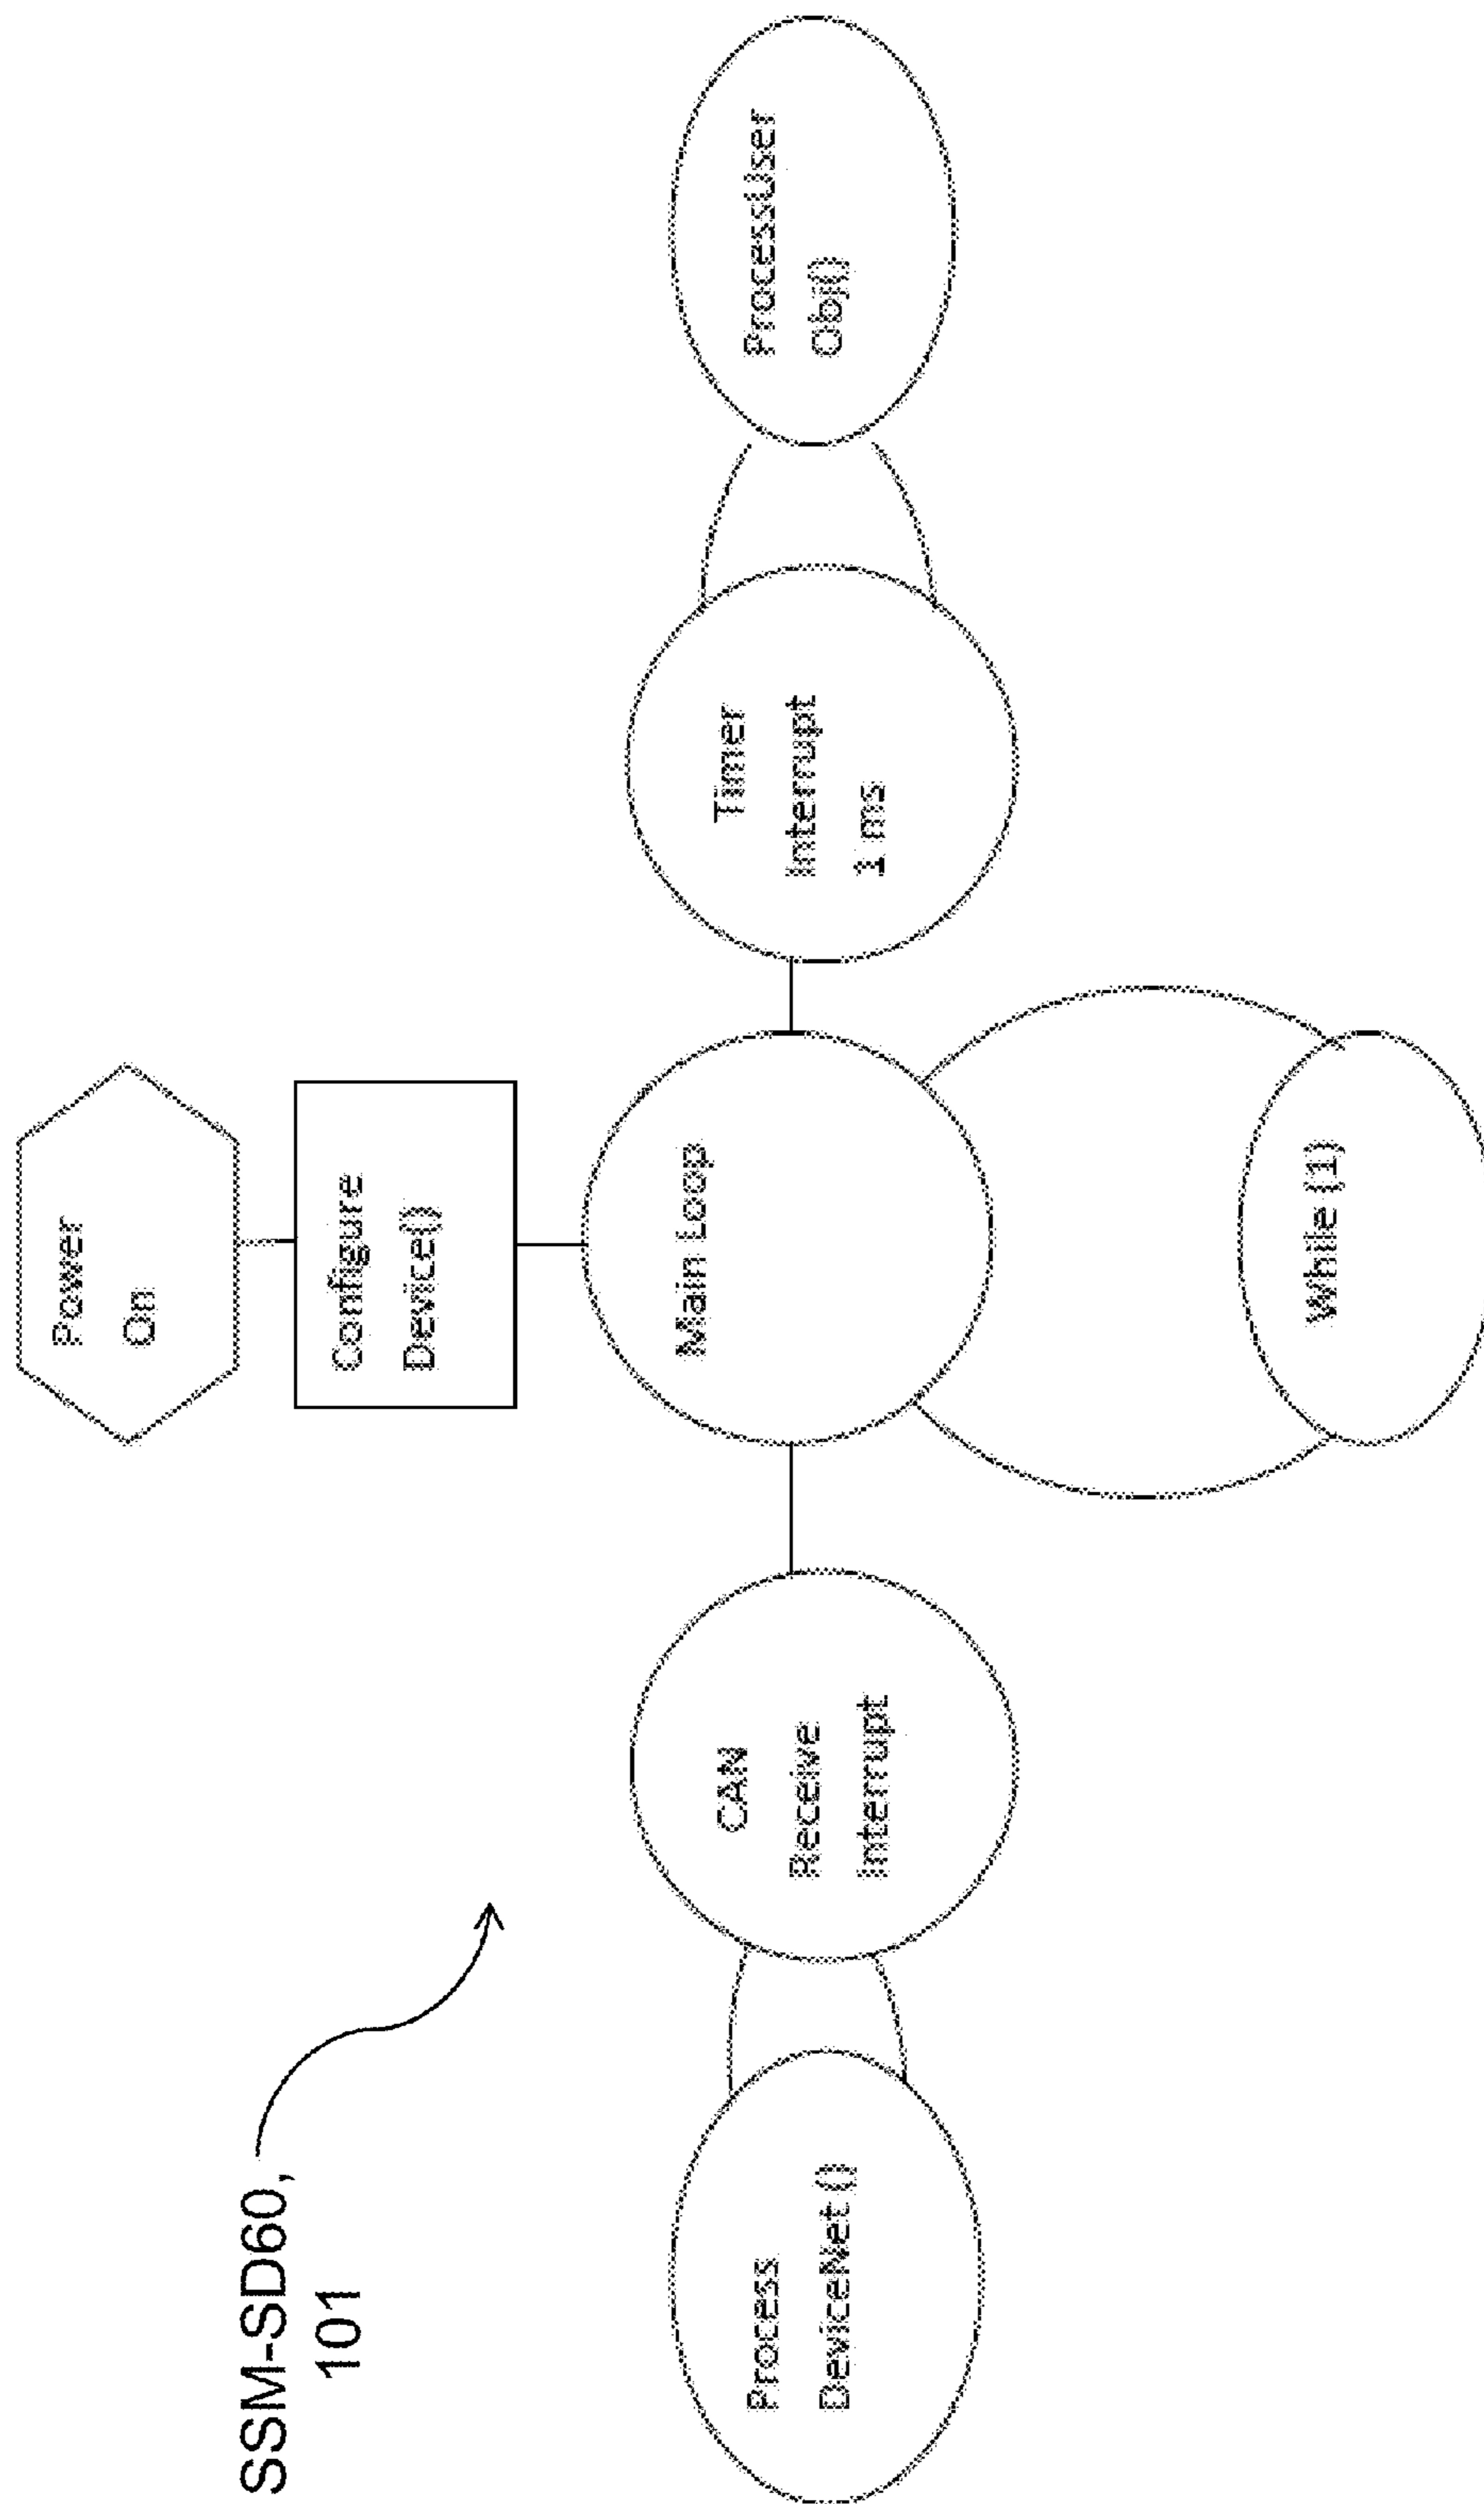 Power
On
Configure
Device()
SSM-SD60,
101
Main Loop
Process
DeviceNet ()
CAN
Receive
Interrupt
Timer
Interrupt
1 ms
ProcessUser
Obj()
While (1)